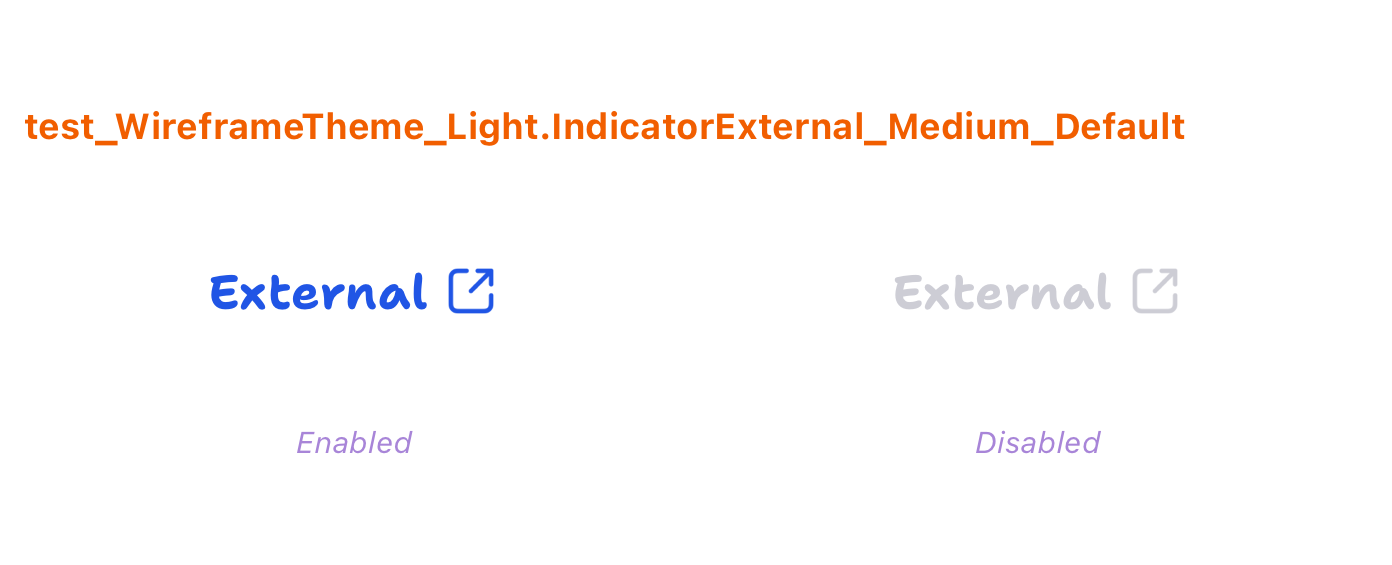 test_WireframeTheme_Light.IndicatorExternal_Medium_Default
External External
Enabled Disabled